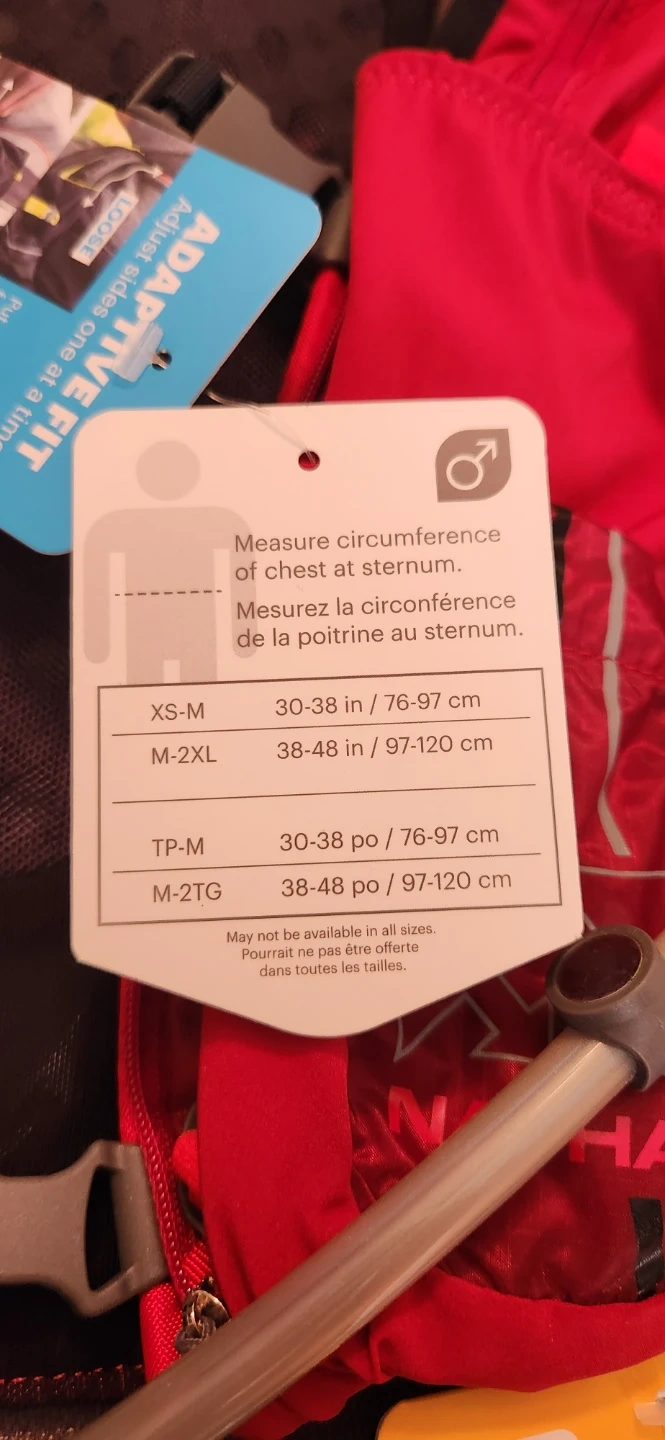 LOOSE
ADAPTIVE FIT
Adjust sides one at a time
Measure circumference
of chest at sternum.
Mesurez la circonférence
de la poitrine au sternum.
XS-M 30-38 in / 76-97 cm
M-2XL 38-48 in / 97-120 cm
TP-M 30-38 po / 76-97 cm
M-2TG 38-48 po / 97-120 cm
May not be available in all sizes.
Pourrait ne pas être offerte
dans toutes les tailles.